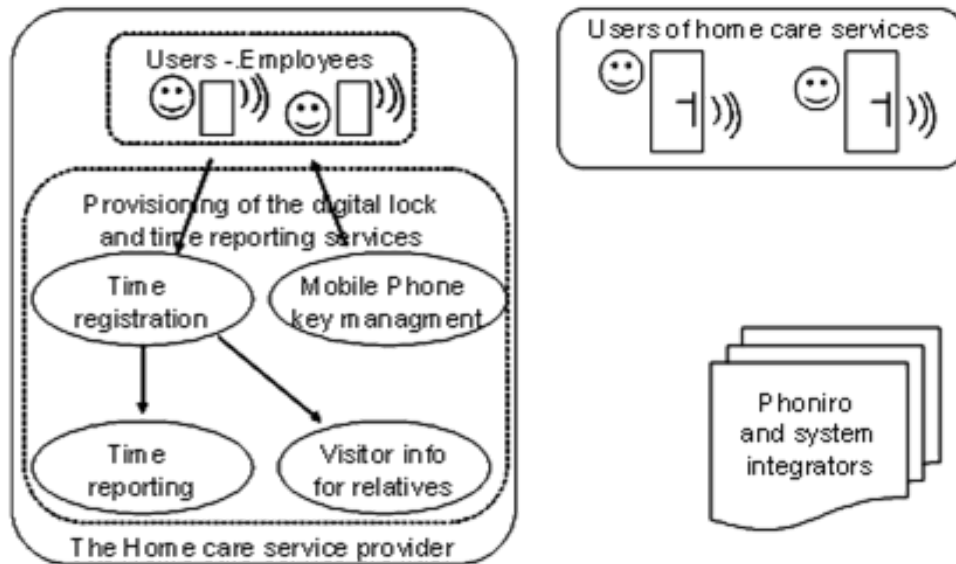 Users -.Employees
Provisioning of the digital lock
and time reporting services
Time
registration
Mobile Phone
key managment
Time
reporting
Visitor info
for relatives
The Home care service provider
Users of home care services
Phoniro
and system
integrators